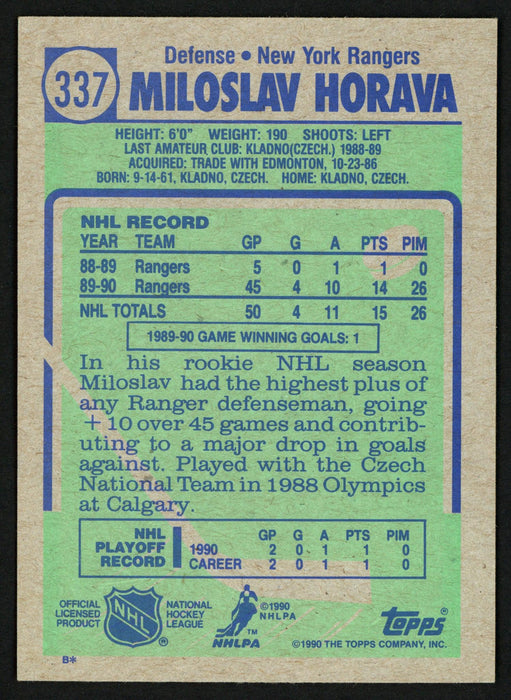 337
Defense • New York Rangers
MILOSLAV HORAVA
HEIGHT: 6'0" WEIGHT: 190 SHOOTS: LEFT
LAST AMATEUR CLUB: KLADNO(CZECH.) 1988-89
ACQUIRED: TRADE WITH EDMONTON, 10-23-86
BORN: 9-14-61, KLADNO, CZECH. HOME: KLADNO, CZECH.
NHL RECORD
YEAR TEAM GP G A PTS PIM
88-89 Rangers 5 0 1 1 0
89-90 Rangers 45 4 10 14 26
NHL TOTALS 50 4 11 15 26
1989-90 GAME WINNING GOALS: 1
In his rookie NHL season
Miloslav had the highest plus of
any Ranger defenseman, going
+10 over 45 games and contrib-
uting to a major drop in goals
against. Played with the Czech
National Team in 1988 Olympics
at Calgary.
NHL PLAYOFF RECORD
GP G A PTS PIM
1990 2 0 1 1 0
CAREER 2 0 1 1 0
OFFICIAL
LICENSED
PRODUCT
NHL
®
NATIONAL
HOCKEY
LEAGUE
™
NHLPA
©1990
NHLPA
TOPPS®
©1990 THE TOPPS COMPANY, INC.
B*